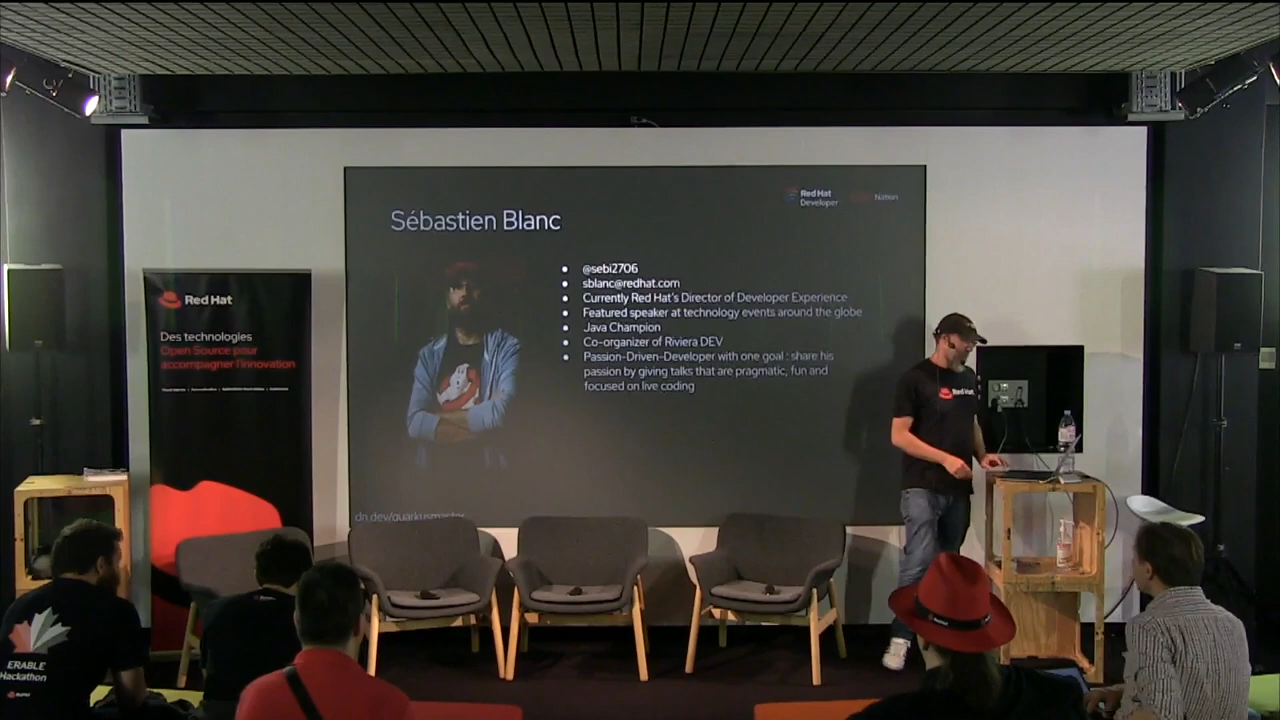 Sébastien Blanc
Red Hat
Developer
Nation
@sebi2706
sblanc@redhat.com
Currently Red Hat's Director of Developer Experience
Featured speaker at technology events around the globe
Java Champion
Co-organizer of Riviera DEV
Passion-Driven-Developer with one goal : share his
passion by giving talks that are pragmatic, fun and
focused on live coding
dn.dev/quarkusmaster
Red Hat
Des technologies
Open Source pour
accompagner l'innovation
Red Hat
ERABLE
Hackathon